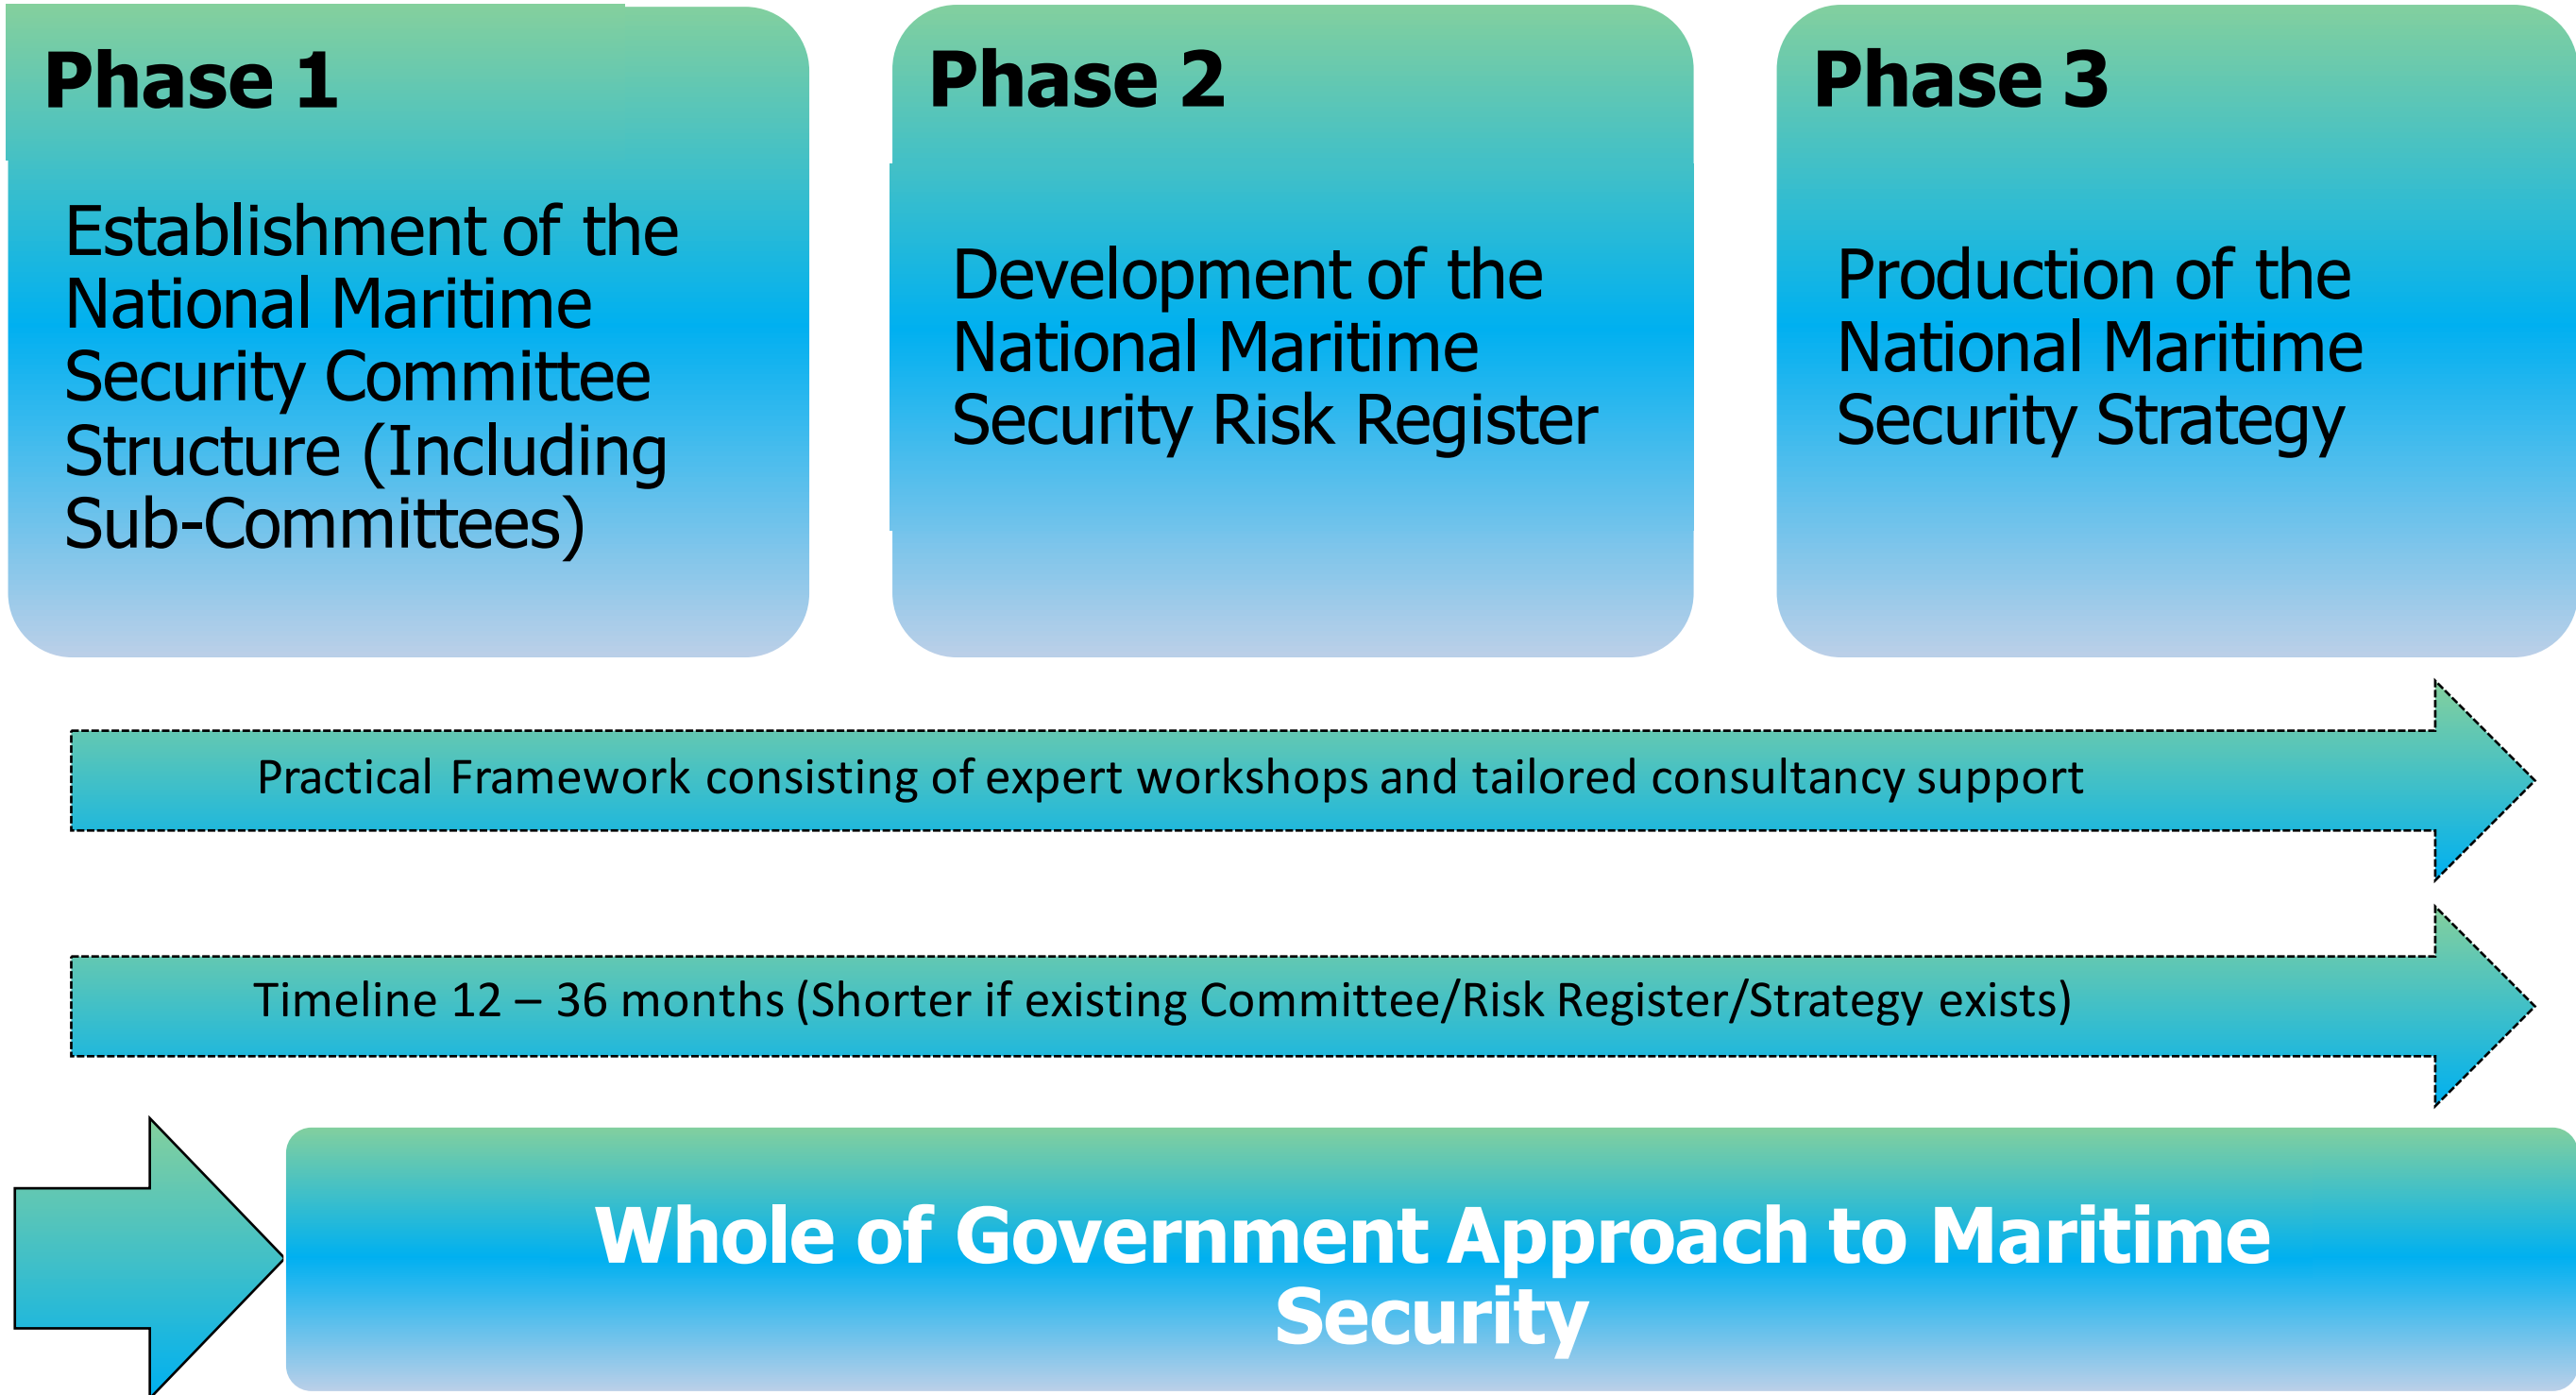 Phase 1
Establishment of the
National Maritime
Security Committee
Structure (Including
Sub-Committees)
Phase 2
Development of the
National Maritime
Security Risk Register
Phase 3
Production of the
National Maritime
Security Strategy
Practical Framework consisting of expert workshops and tailored consultancy support
Timeline 12 – 36 months (Shorter if existing Committee/Risk Register/Strategy exists)
Whole of Government Approach to Maritime
Security